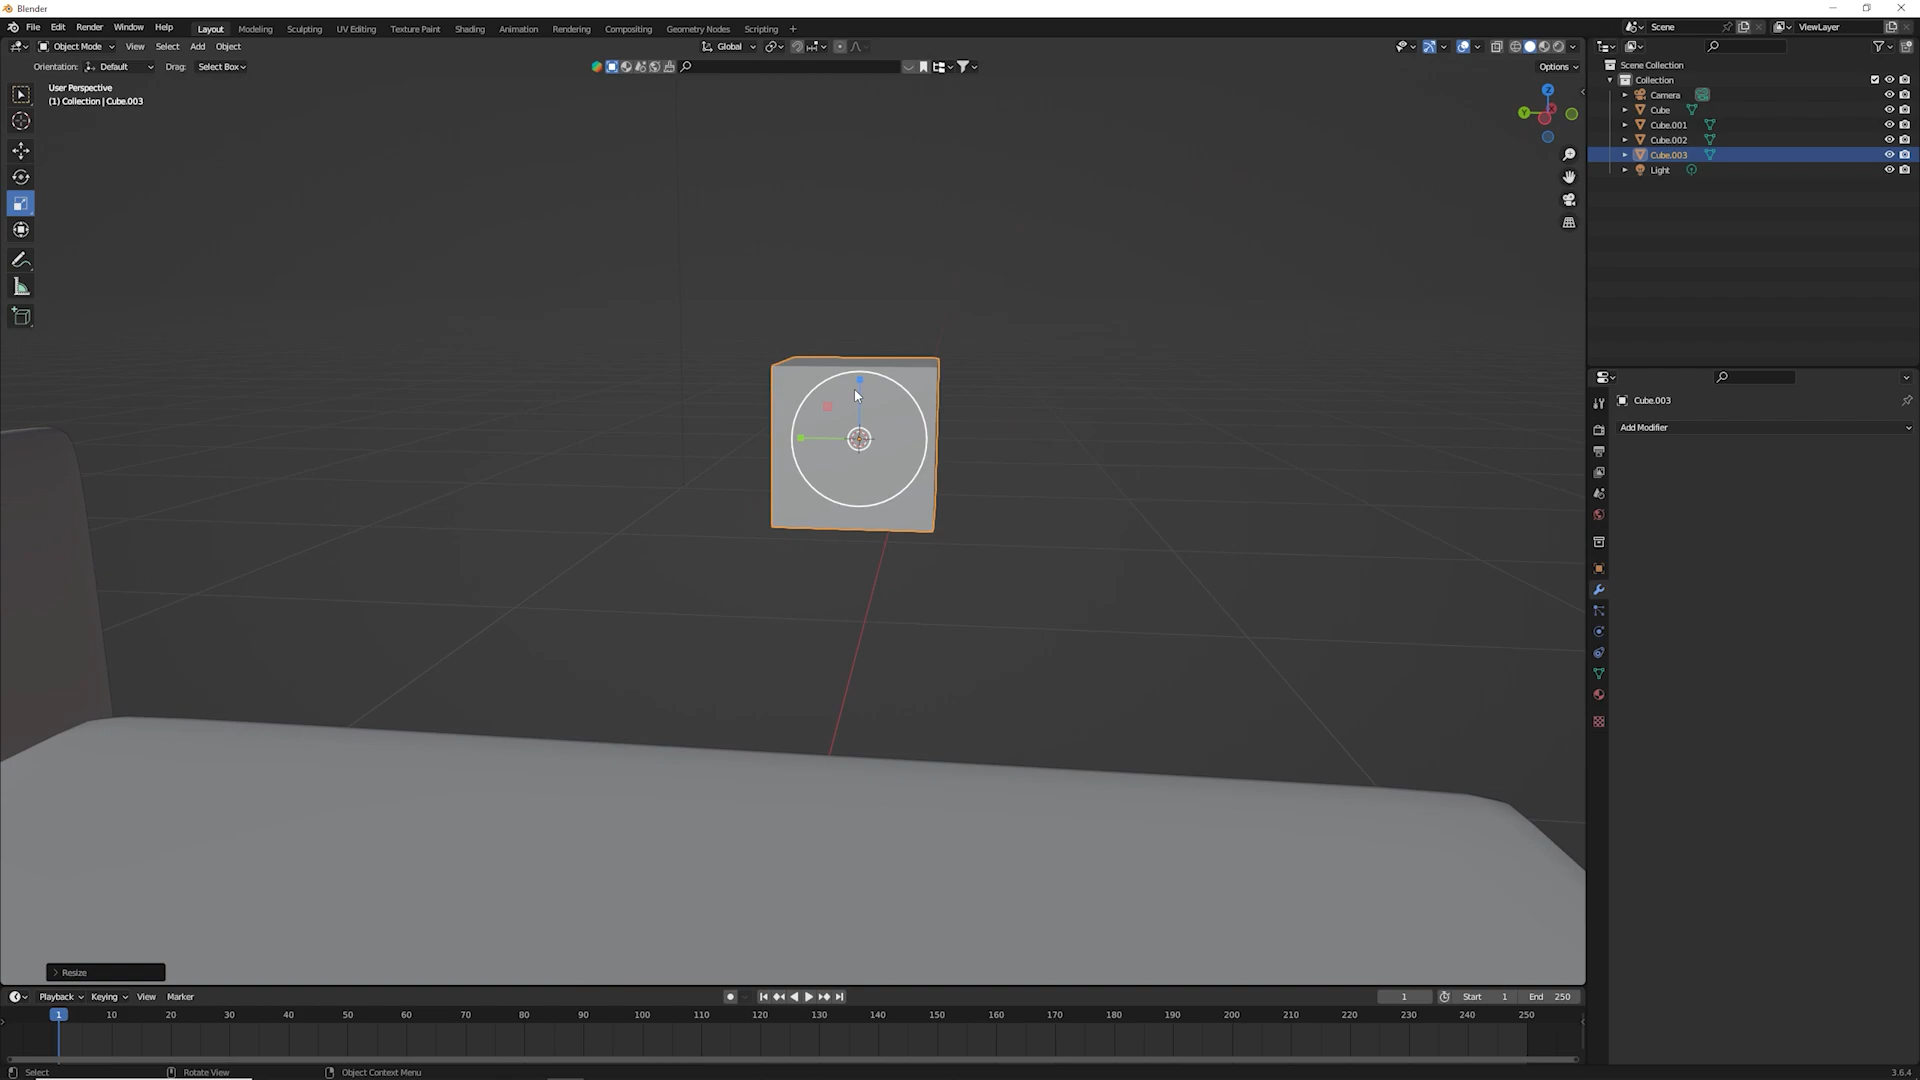 Blender
File Edit Render Window Help Layout Modeling Sculpting UV Editing Texture Paint Shading Animation Rendering Compositing Geometry Nodes Scripting + Scene ViewLayer
Object Mode View Select Add Object Global
Orientation: Default Drag: Select Box Options
User Perspective
(1) Collection | Cube.003
Z
Y
X
Scene Collection
Collection
Camera
Cube
Cube.001
Cube.002
Cube.003
Light
Cube.003
Add Modifier
Resize
Playback Keying View Marker 1 Start 1 End 250
1 10 20 30 40 50 60 70 80 90 100 110 120 130 140 150 160 170 180 190 200 210 220 230 240 250
Select Rotate View Object Context Menu 3.6.4